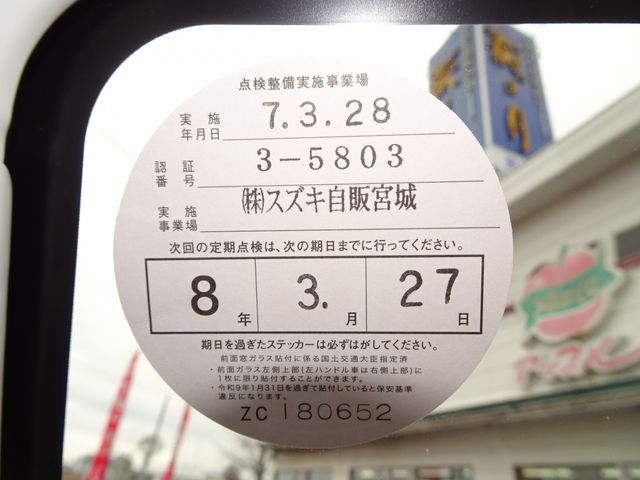 点検整備実施事業場
実施年月日 7.3.28
認証番号 3-5803
実施事業場 ㈱スズキ自販宮城
次回の定期点検は、次の期日までに行ってください。
8年 3.月 27日
期日を過ぎたステッカーは必ずはがしてください。
前面窓ガラス貼付に係る国土交通大臣指定済
・前面ガラス左側上部(左ハンドル車は右側上部)に
1枚に限り貼付することができます。
・令和9年1月31日を過ぎて貼付していると保安基準
違反になります。
ZC 180652
アップル